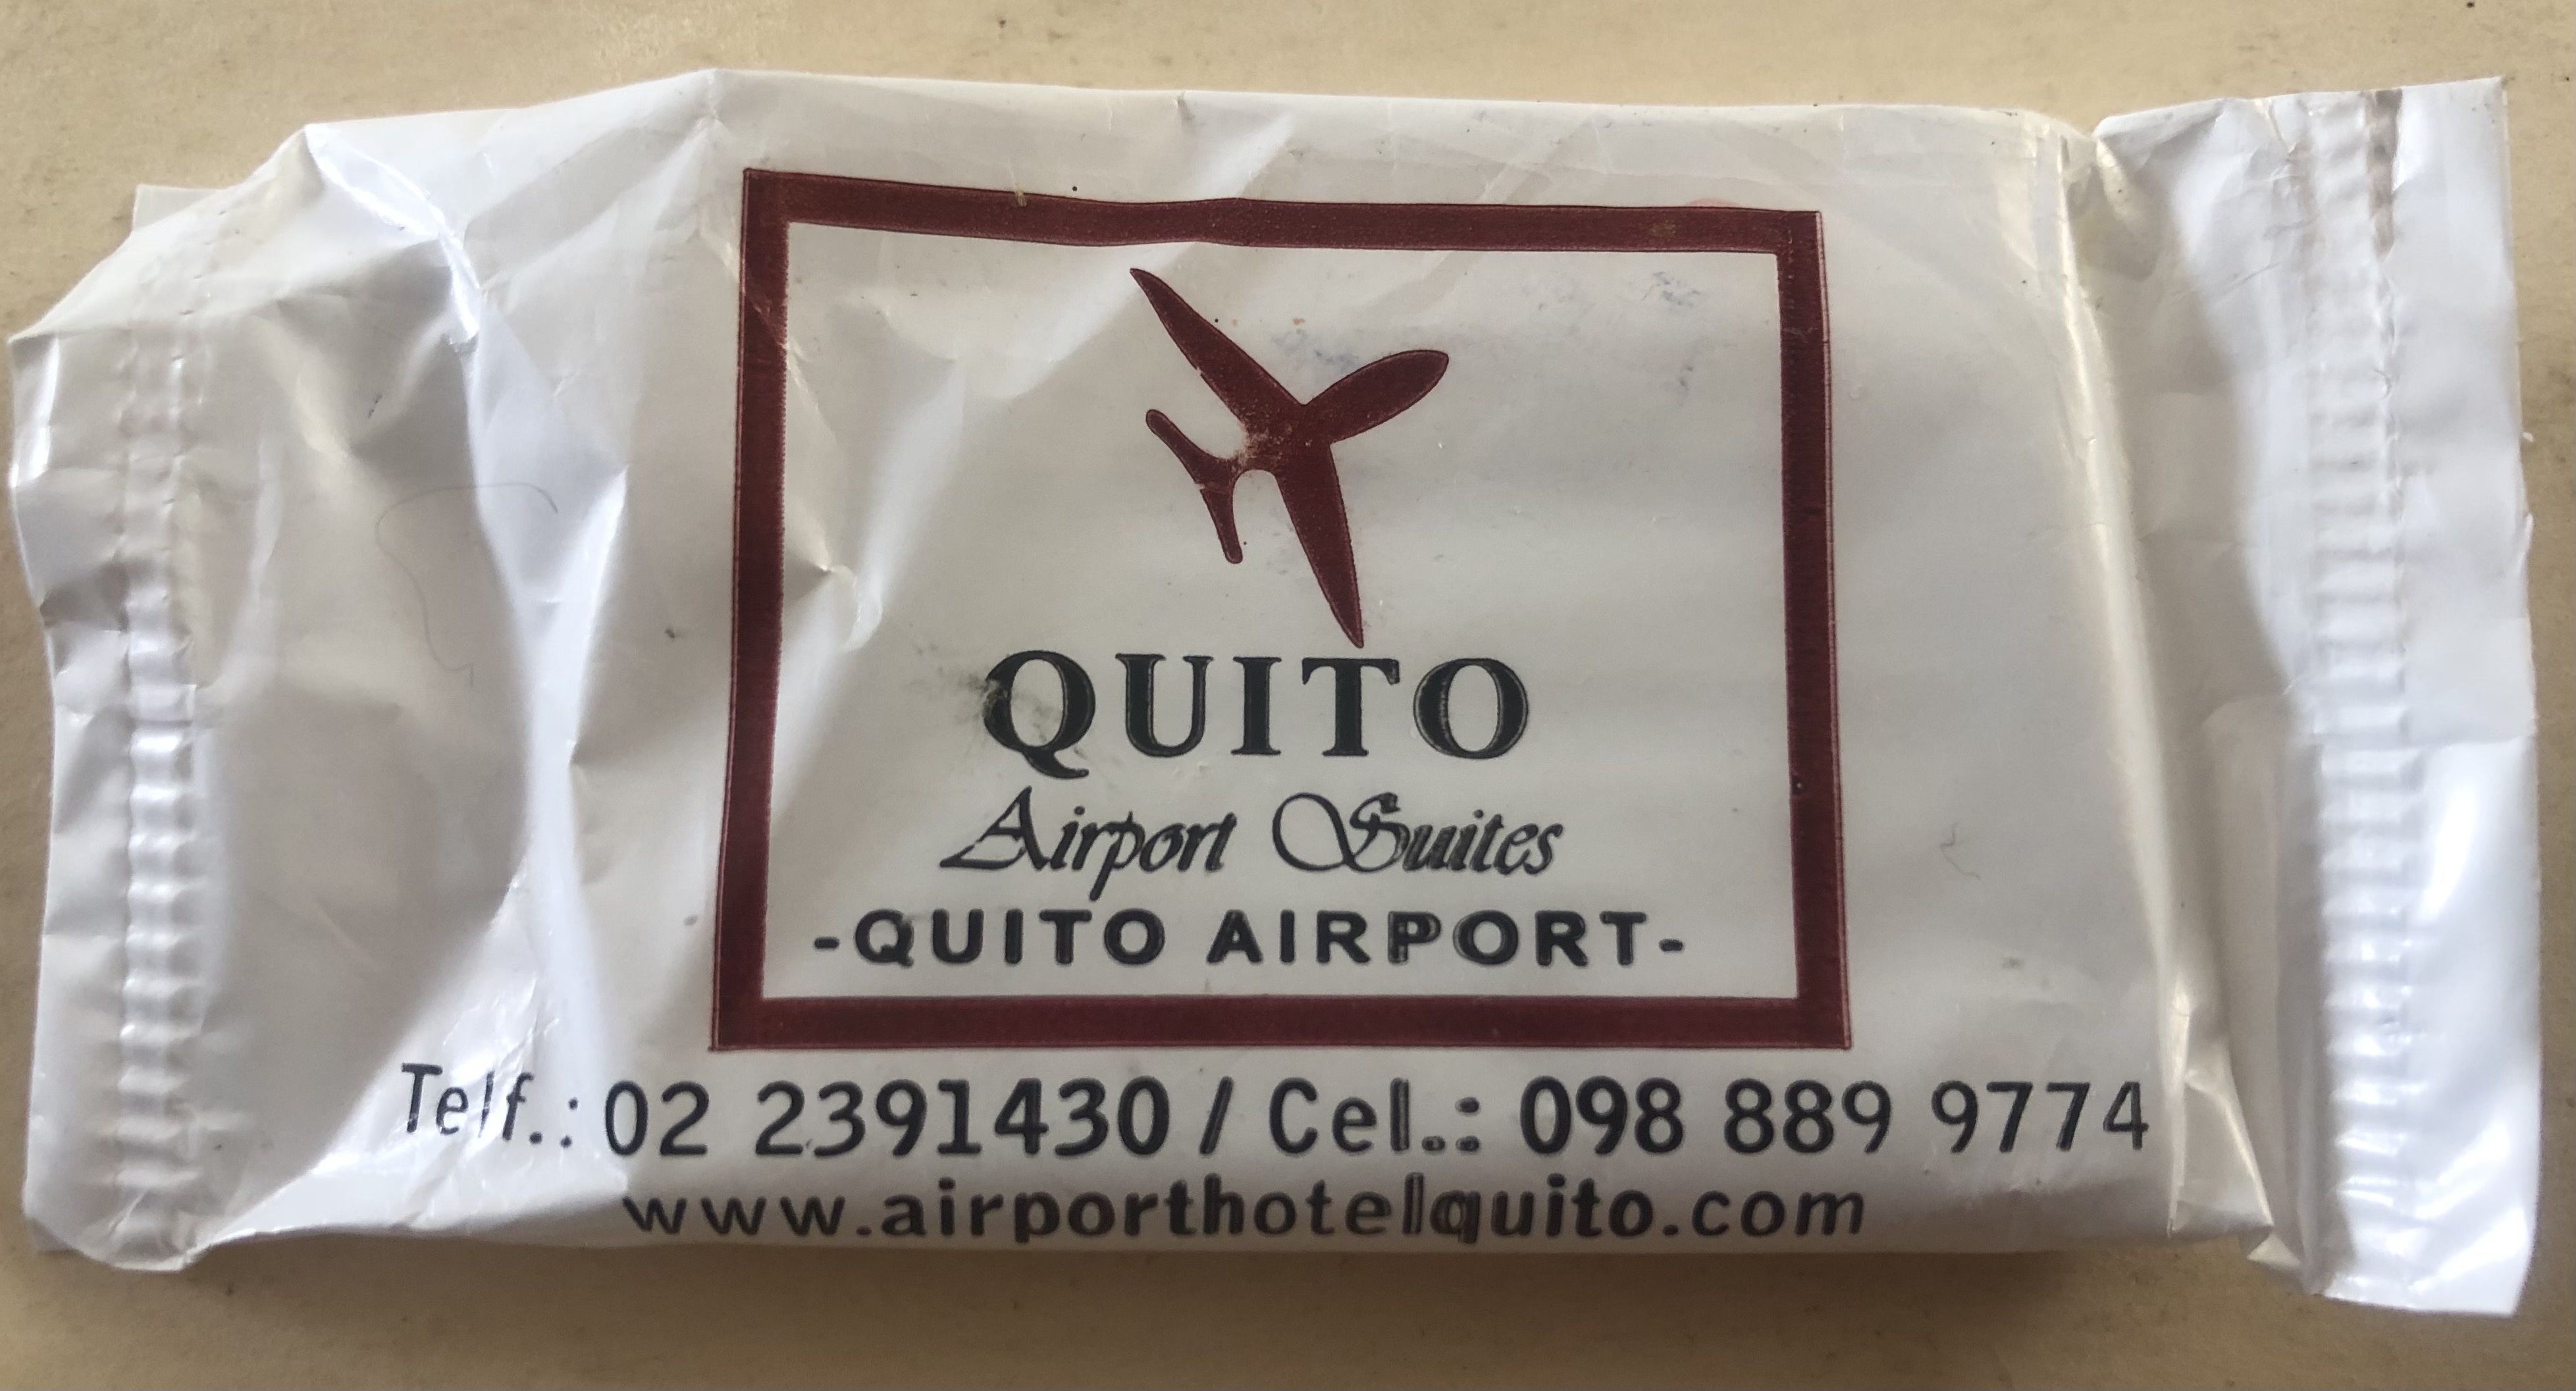 QUITO
Airport Suites
-QUITO AIRPORT-
Telf.: 02 2391430 / Cel.: 098 889 9774
www.airporthotelquito.com